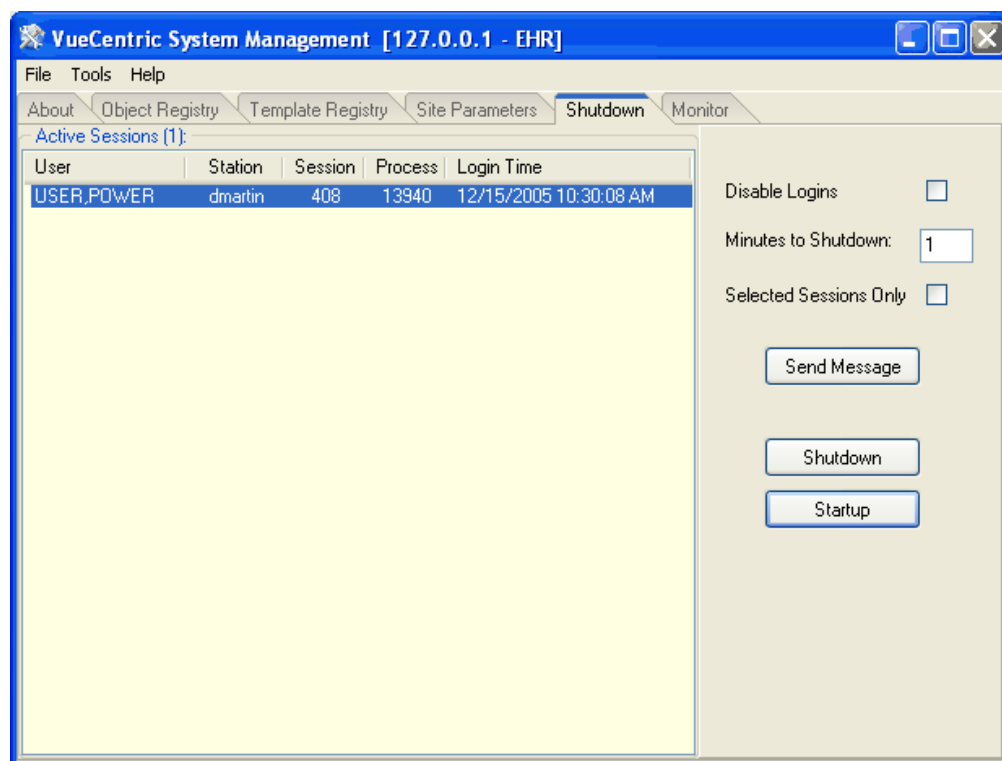 VueCentric System Management [127.0.0.1 - EHR]
File Tools Help
About Object Registry Template Registry Site Parameters Shutdown Monitor
Active Sessions (1):
User Station Session Process Login Time
USER,POWER dmartin 408 13940 12/15/2005 10:30:08 AM
Disable Logins
Minutes to Shutdown: 1
Selected Sessions Only
Send Message
Shutdown
Startup